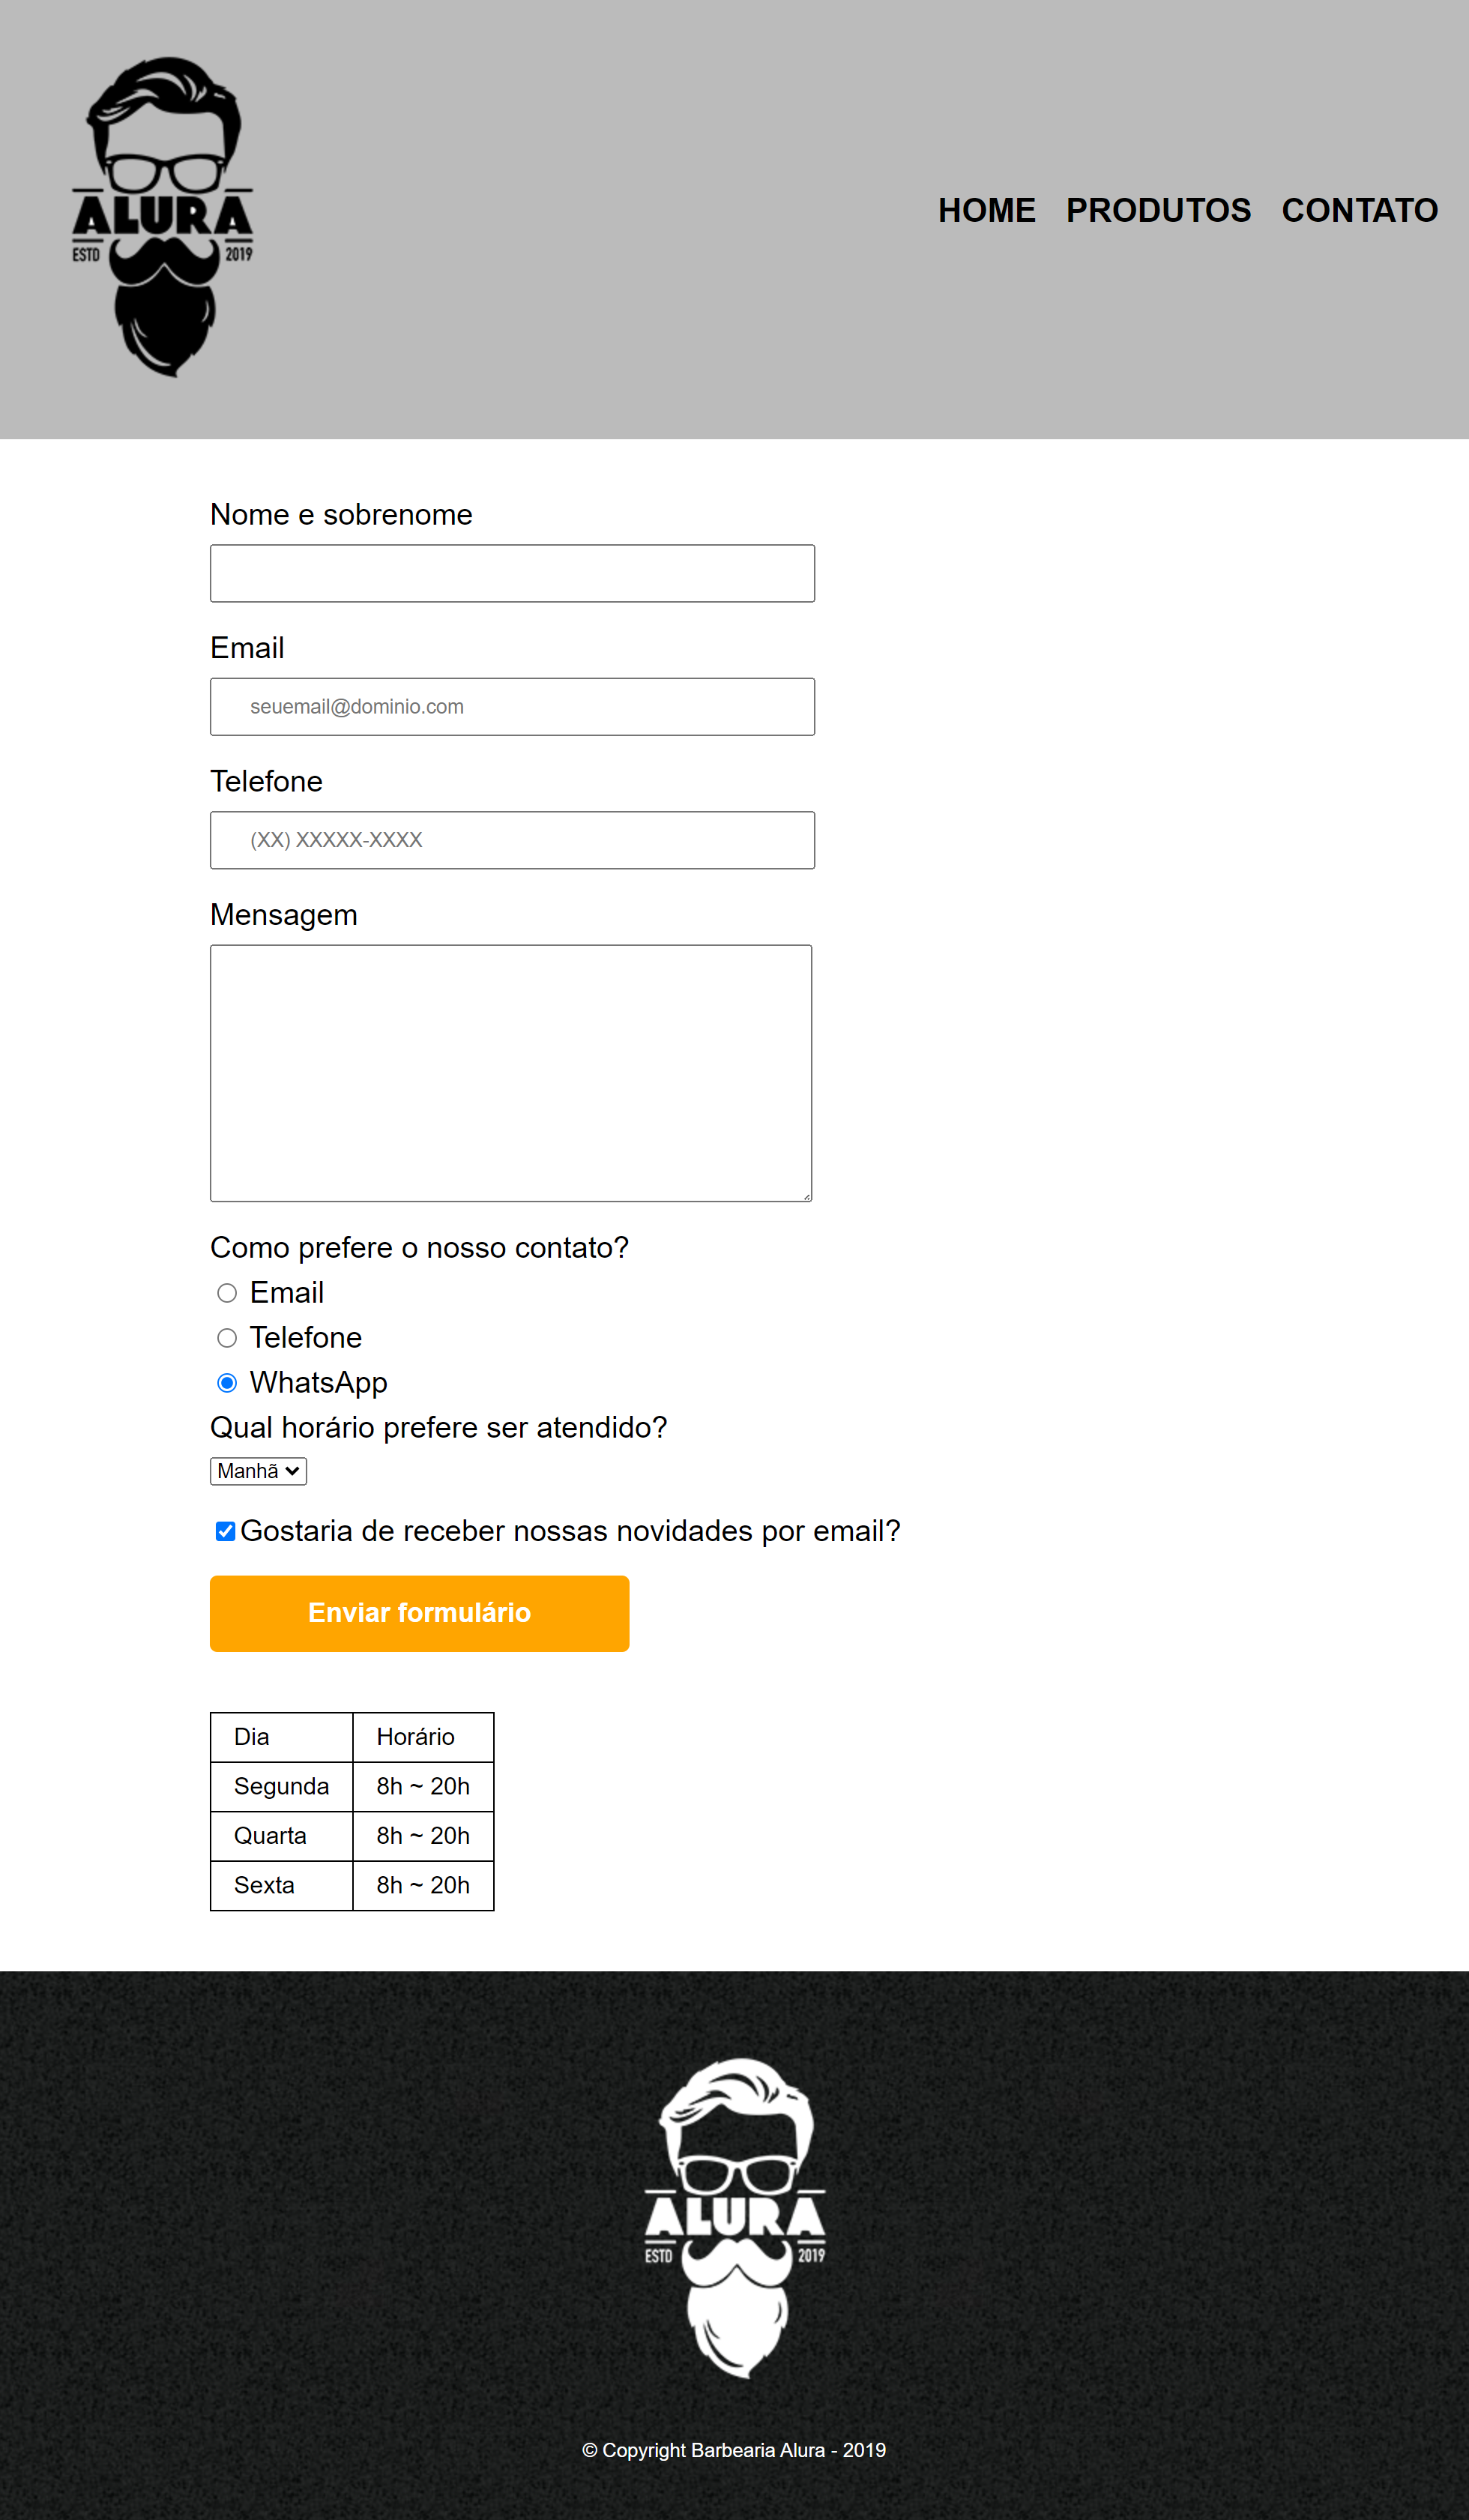 ALURA
ESTD 2019
HOME PRODUTOS CONTATO
Nome e sobrenome
Email
seuemail@dominio.com
Telefone
(XX) XXXXX-XXXX
Mensagem
Como prefere o nosso contato?
Email
Telefone
WhatsApp
Qual horário prefere ser atendido?
Manhã
Gostaria de receber nossas novidades por email?
Enviar formulário
Dia Horário
Segunda 8h ~ 20h
Quarta 8h ~ 20h
Sexta 8h ~ 20h
ALURA
ESTD 2019
© Copyright Barbearia Alura - 2019